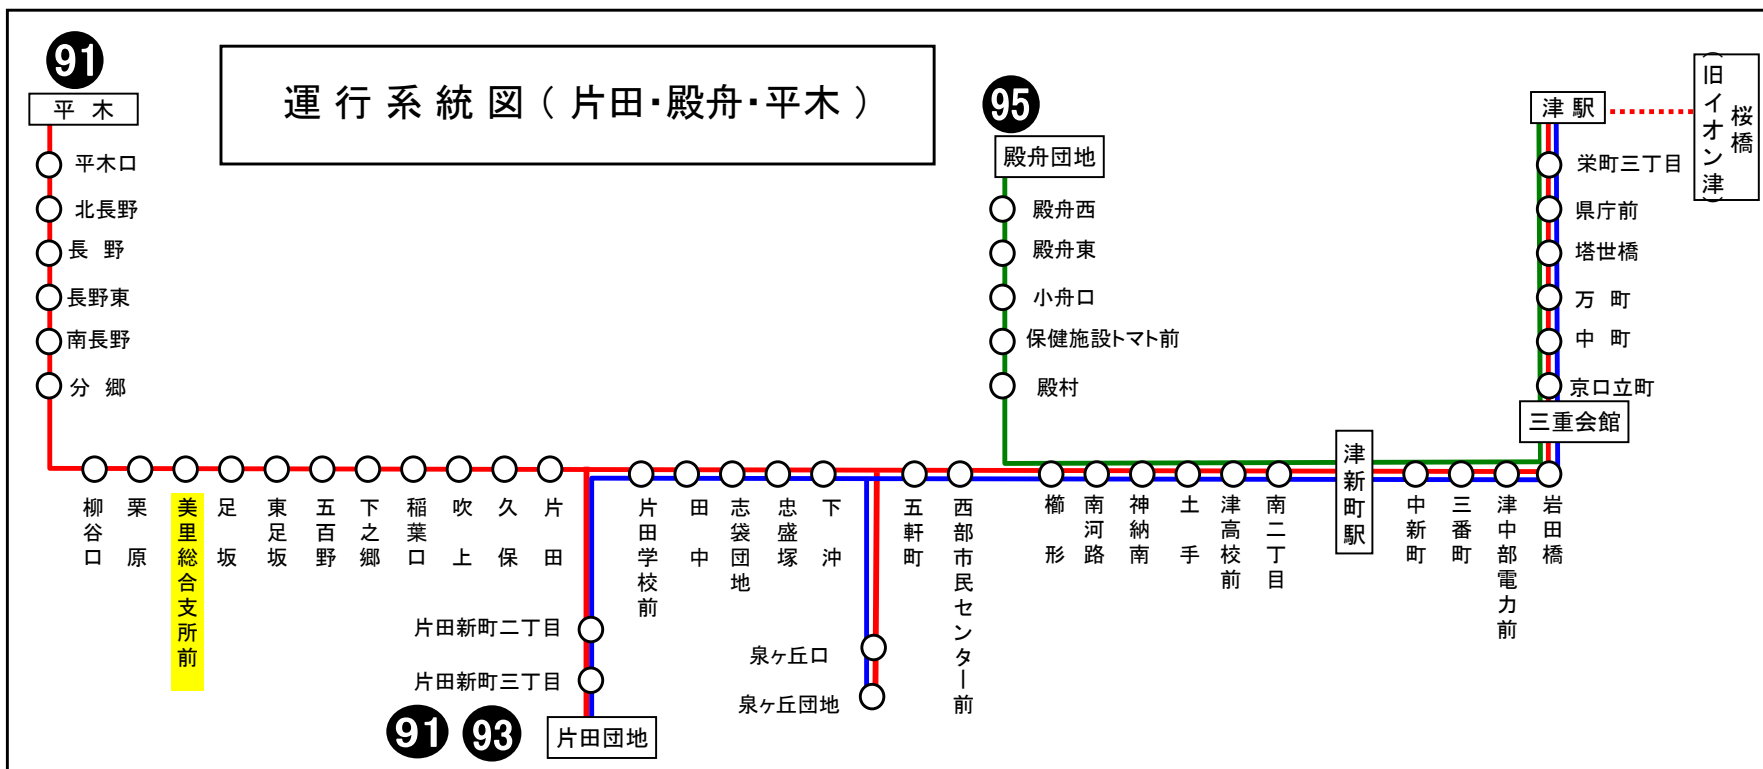 運行系統図（片田・殿舟・平木）
91
平木
平木口
北長野
長野
長野東
南長野
分郷
柳谷口
栗原
美里総合支所前
足坂
東足坂
五百野
下之郷
稲葉口
吹上
久保
片田
片田新町二丁目
片田新町三丁目
91
93
片田団地
片田学校前
田中
志袋団地
忠盛塚
下沖
泉ヶ丘口
泉ヶ丘団地
五軒町
西部市民センター前
95
殿舟団地
殿舟西
殿舟東
小舟口
保健施設トマト前
殿村
櫛形
南河路
神納南
土手
津高校前
南二丁目
津新町駅
中新町
三番町
津中部電力前
岩田橋
三重会館
京口立町
中町
万町
塔世橋
県庁前
栄町三丁目
津駅
桜橋
（旧イオン津）